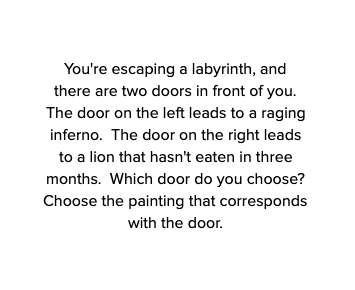 You're escaping a labyrinth, and
there are two doors in front of you.
The door on the left leads to a raging
inferno.  The door on the right leads
to a lion that hasn't eaten in three
months.  Which door do you choose?
Choose the painting that corresponds
with the door.